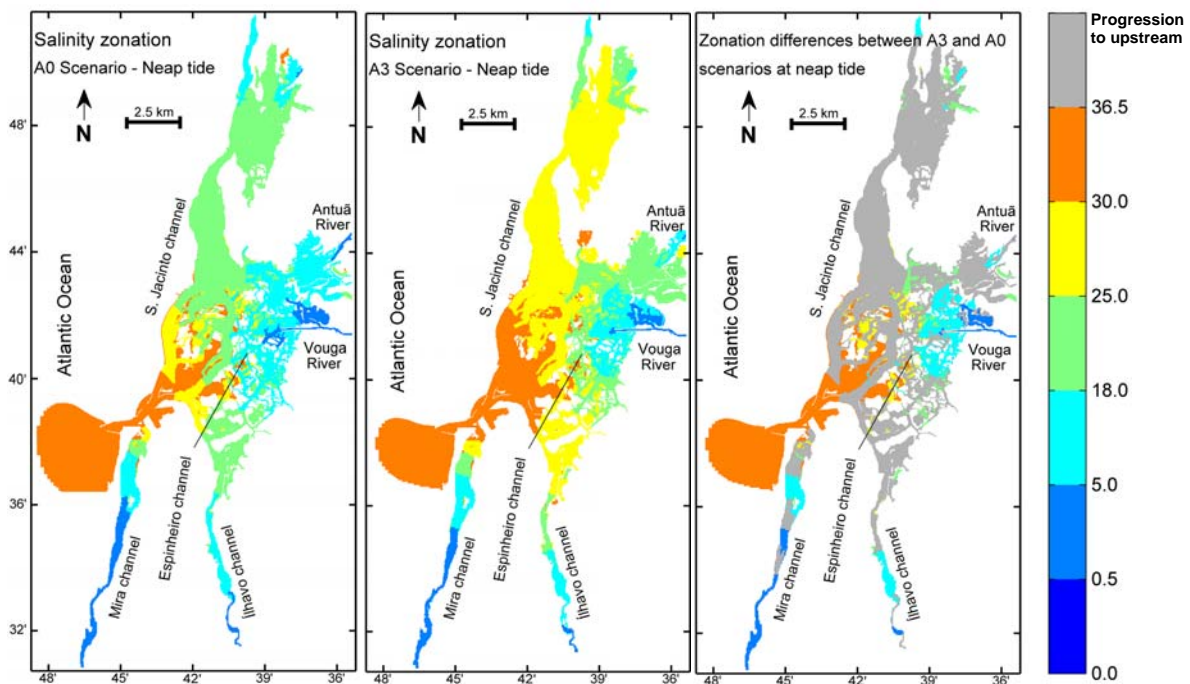 Salinity zonation
A0 Scenario - Neap tide
2.5 km
N
48'
44'
40'
36'
32'
Atlantic Ocean
S. Jacinto channel
Antuã
River
Vouga
River
Espinheiro channel
Mira channel
Ílhavo channel
48'
45'
42'
39'
36'
Salinity zonation
A3 Scenario - Neap tide
2.5 km
N
Atlantic Ocean
S. Jacinto channel
Antuã
River
Vouga
River
Espinheiro channel
Mira channel
Ílhavo channel
48'
45'
42'
39'
36'
Zonation differences between A3 and A0
scenarios at neap tide
2.5 km
N
Atlantic Ocean
S. Jacinto channel
Antuã
River
Vouga
River
Espinheiro channel
Mira channel
Ílhavo channel
48'
45'
42'
39'
36'
Progression
to upstream
36.5
30.0
25.0
18.0
5.0
0.5
0.0